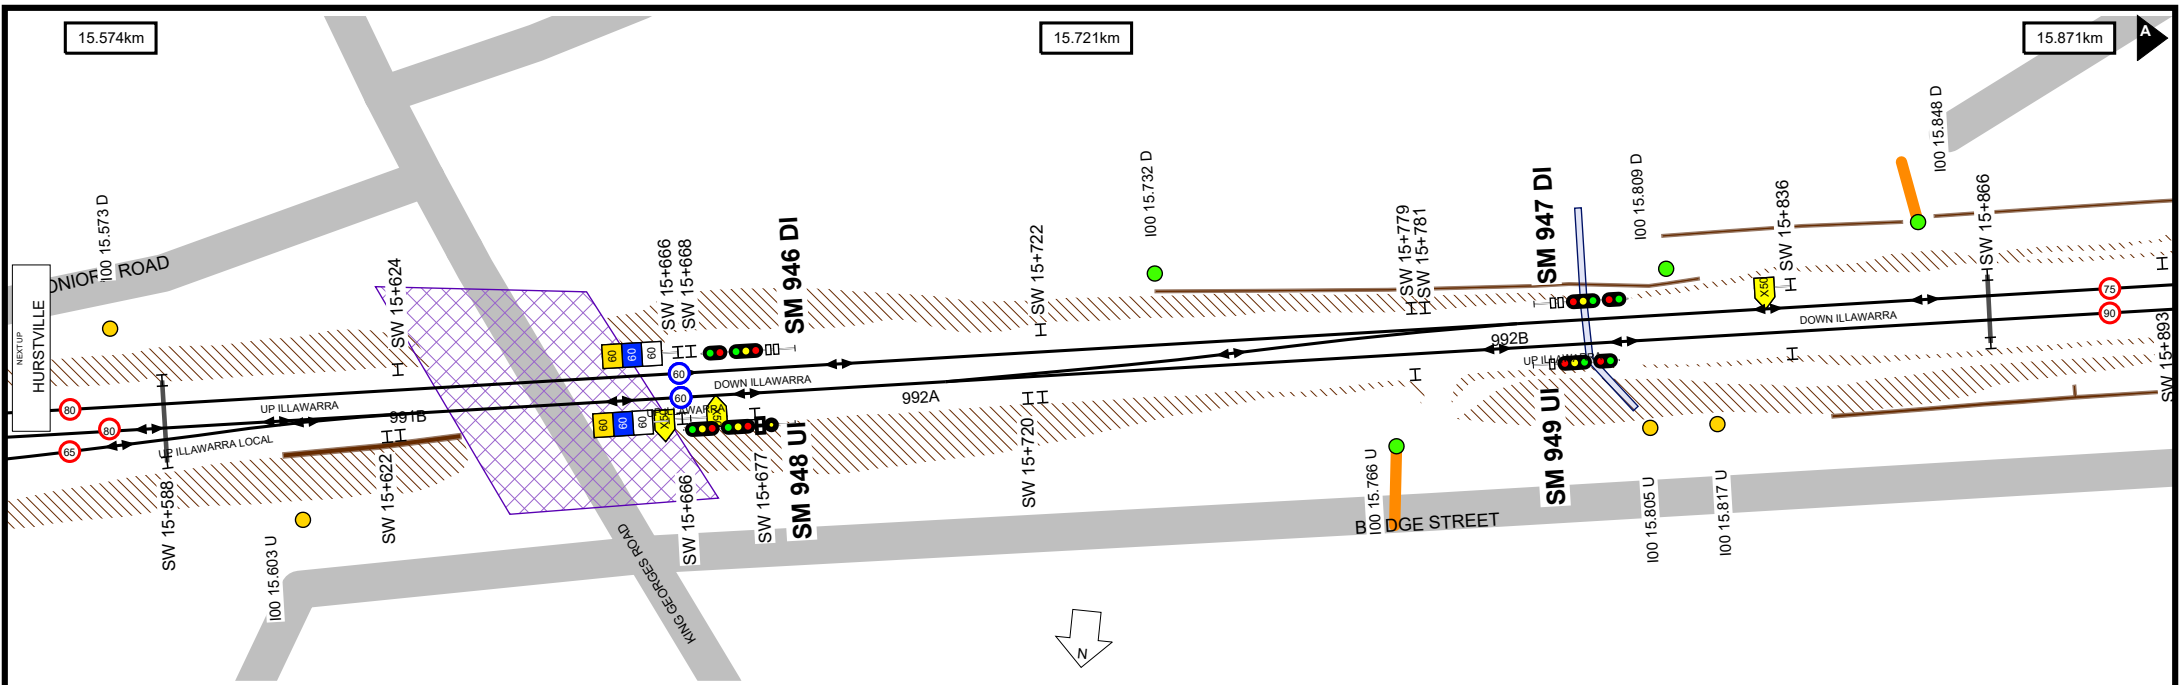 15.574km
15.721km
15.871km
A
I00 15.573 D
ROAD
NEXT UP
HURSTVILLE
SW 15+624
SW 15+666
SW 15+668
SM 946 DI
SW 15+722
I00 15.732 D
SW 15+779
SW 15+781
SM 947 DI
I00 15.809 D
SW 15+836
I00 15.848 D
SW 15+866
SW 15+893
80
80
65
UP ILLAWARRA
991B
UP ILLAWARRA LOCAL
60
60
60
60
DOWN ILLAWARRA
60
60
60
60
X50
992A
992B
X50
DOWN ILLAWARRA
75
90
SW 15+588
I00 15.603 U
SW 15+622
SW 15+666
SW 15+677
SM 948 UI
SW 15+720
I00 15.766 U
SM 949 UI
I00 15.805 U
I00 15.817 U
KING GEORGES ROAD
STREET
N